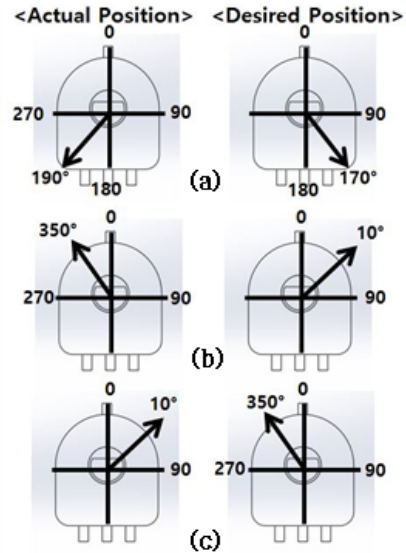 <Actual Position> <Desired Position>
0 0
270 90 90
190° 180 180 170°
(a)
0 0
350° 10°
270 90 90
(b)
0 0
10° 350°
90 270 90
(c)